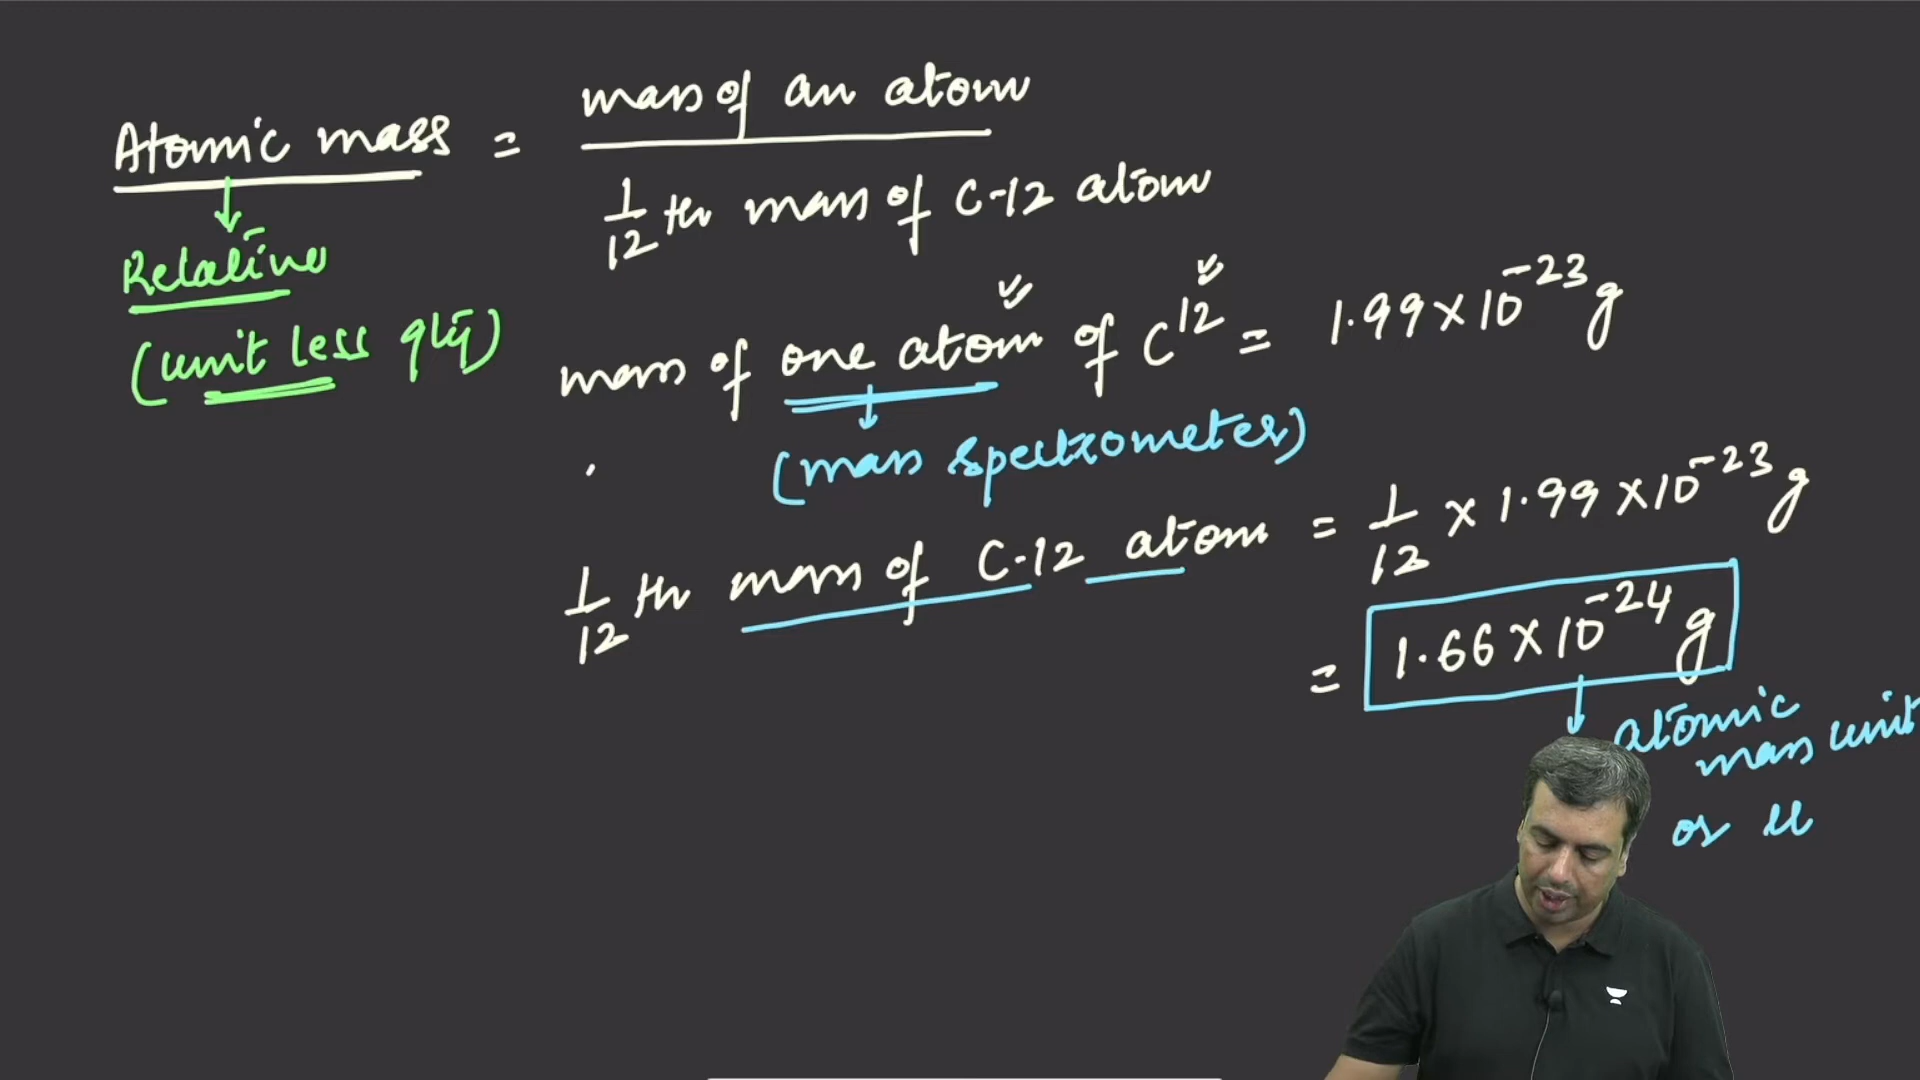 Atomic mass = mass of an atom
1/12 th mass of C-12 atom
Relative
(unit less qty)
mass of one atom of C¹² = 1.99 × 10⁻²³ g
(mass spectrometer)
1/12 th mass of C-12 atom = 1/12 × 1.99 × 10⁻²³ g
= 1.66 × 10⁻²⁴ g
atomic
mass unit
or u